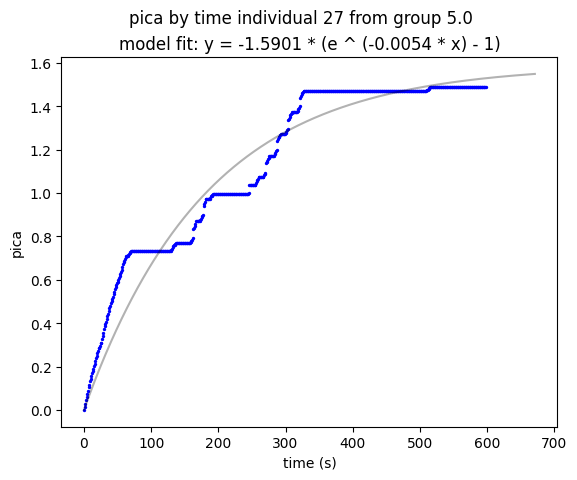 pica by time individual 27 from group 5.0
model fit: y = -1.5901 * (e ^ (-0.0054 * x) - 1)
1.6
1.4
1.2
1.0
0.8
0.6
0.4
0.2
0.0
pica
0 100 200 300 400 500 600 700
time (s)